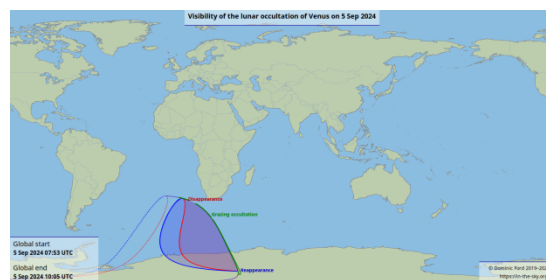 Visibility of the lunar occultation of Venus on 5 Sep 2024
Disappearance
Grazing occultation
Reappearance
Global start
5 Sep 2024 07:53 UTC
Global end
5 Sep 2024 10:05 UTC
© Dominic Ford 2019-202
https://in-the-sky.org